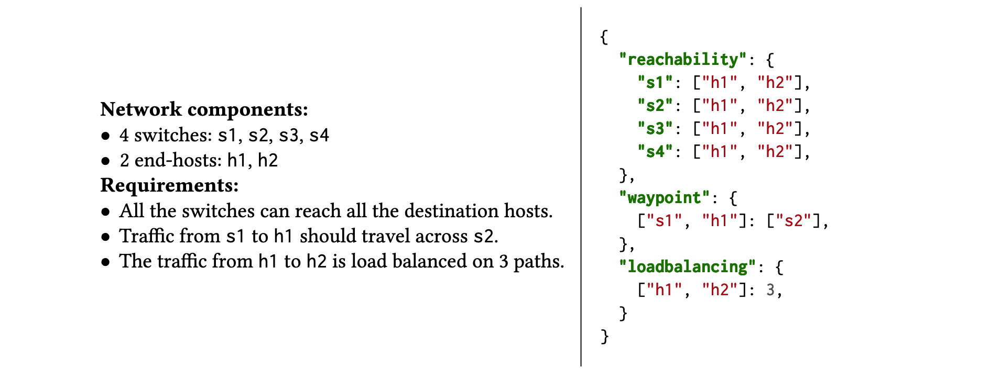 Network components:
● 4 switches: s1, s2, s3, s4
● 2 end-hosts: h1, h2
Requirements:
● All the switches can reach all the destination hosts.
● Traffic from s1 to h1 should travel across s2.
● The traffic from h1 to h2 is load balanced on 3 paths.
{
  "reachability": {
    "s1": ["h1", "h2"],
    "s2": ["h1", "h2"],
    "s3": ["h1", "h2"],
    "s4": ["h1", "h2"],
  },
  "waypoint": {
    ["s1", "h1"]: ["s2"],
  },
  "loadbalancing": {
    ["h1", "h2"]: 3,
  }
}